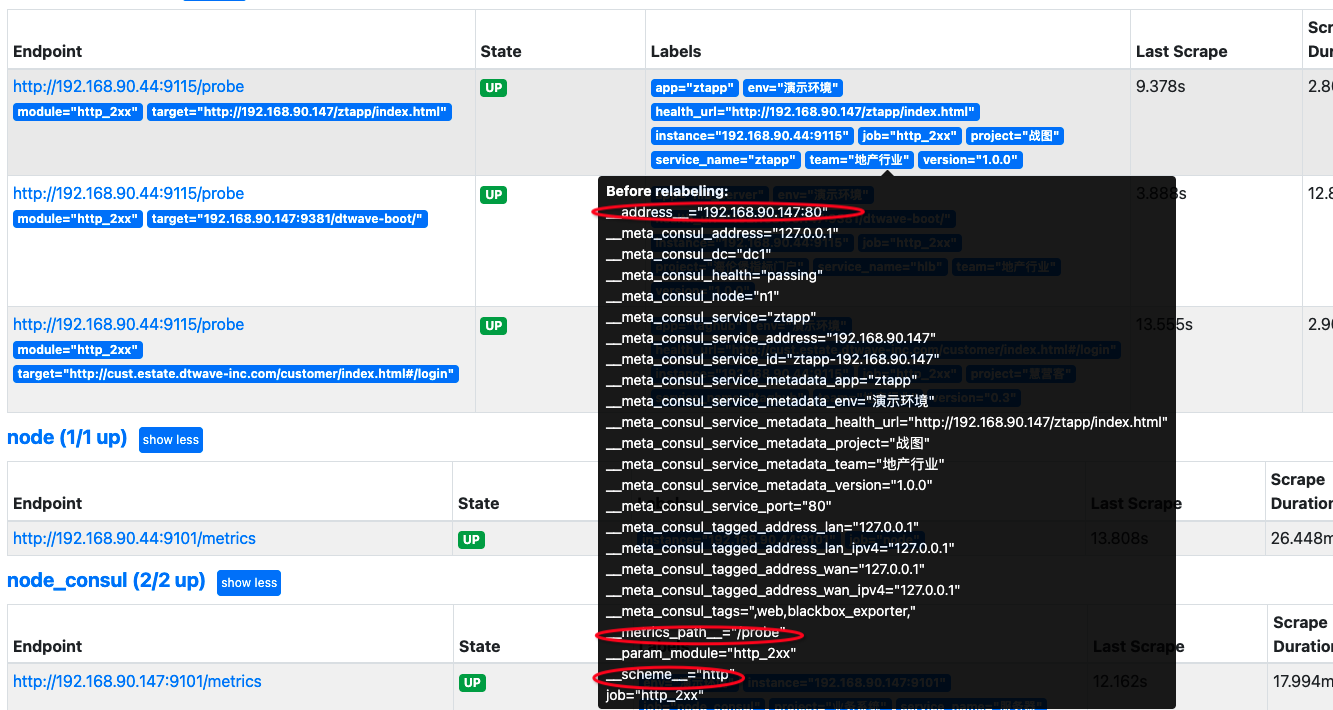 Scr
Endpoint State Labels Last Scrape Du
http://192.168.90.44:9115/probe UP app="ztapp" env="演示环境" 9.378s 2.8
module="http_2xx" target="http://192.168.90.147/ztapp/index.html" health_url="http://192.168.90.147/ztapp/index.html"
instance="192.168.90.44:9115" job="http_2xx" project="战图"
service_name="ztapp" team="地产行业" version="1.0.0"
http://192.168.90.44:9115/probe UP 3.888s 12.8
module="http_2xx" target="192.168.90.147:9381/dtwave-boot/"
http://192.168.90.44:9115/probe UP 13.555s 2.9
module="http_2xx"
target="http://cust.estate.dtwave-inc.com/customer/index.html#/login"
Before relabeling:
__address__="192.168.90.147:80"
__meta_consul_address="127.0.0.1"
__meta_consul_dc="dc1"
__meta_consul_health="passing"
__meta_consul_node="n1"
__meta_consul_service="ztapp"
__meta_consul_service_address="192.168.90.147"
__meta_consul_service_id="ztapp-192.168.90.147"
__meta_consul_service_metadata_app="ztapp"
__meta_consul_service_metadata_env="演示环境"
__meta_consul_service_metadata_health_url="http://192.168.90.147/ztapp/index.html"
__meta_consul_service_metadata_project="战图"
__meta_consul_service_metadata_team="地产行业"
__meta_consul_service_metadata_version="1.0.0"
__meta_consul_service_port="80"
__meta_consul_tagged_address_lan="127.0.0.1"
__meta_consul_tagged_address_lan_ipv4="127.0.0.1"
__meta_consul_tagged_address_wan="127.0.0.1"
__meta_consul_tagged_address_wan_ipv4="127.0.0.1"
__meta_consul_tags=",web,blackbox_exporter,"
__metrics_path__="/probe"
__param_module="http_2xx"
__scheme__="http"
job="http_2xx"
node (1/1 up) show less
Scrape
Endpoint State Labels Last Scrape Duration
http://192.168.90.44:9101/metrics UP 13.808s 26.448m
node_consul (2/2 up) show less
Scrape
Endpoint State Last Scrape Duration
http://192.168.90.147:9101/metrics UP instance="192.168.90.147:9101" 12.162s 17.994m